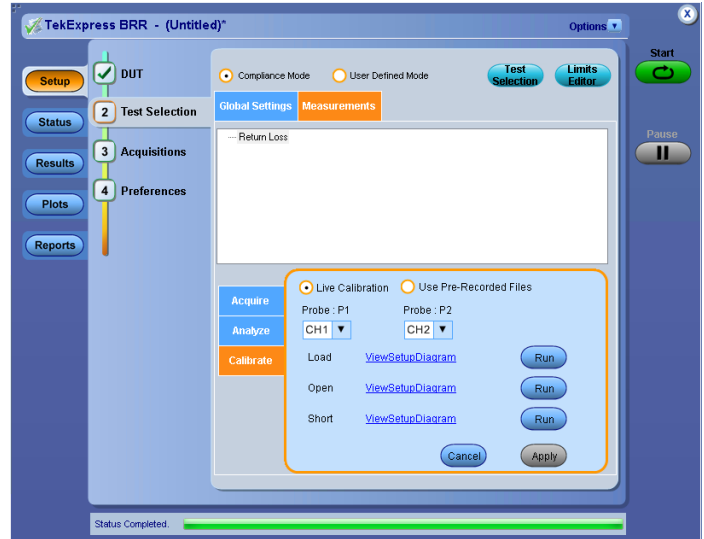 TekExpress BRR - (Untitled)*
Options
x
Start
Pause
Setup
Status
Results
Plots
Reports
DUT
2 Test Selection
3 Acquisitions
4 Preferences
Compliance Mode
User Defined Mode
Test Selection
Limits Editor
Global Settings
Measurements
Return Loss
Acquire
Analyze
Calibrate
Live Calibration
Use Pre-Recorded Files
Probe : P1
Probe : P2
CH1
CH2
Load ViewSetupDiagram Run
Open ViewSetupDiagram Run
Short ViewSetupDiagram Run
Cancel
Apply
Status Completed.